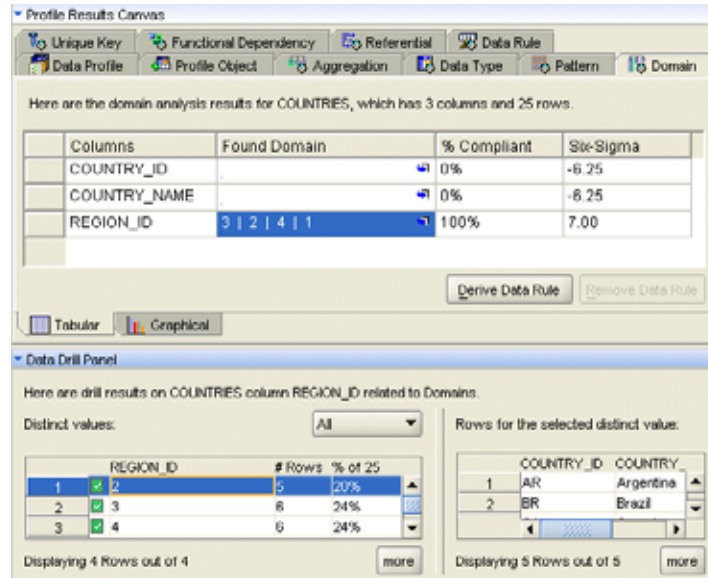 Profile Results Canvas
Unique Key Functional Dependency Referential Data Rule
Data Profile Profile Object Aggregation Data Type Pattern Domain
Here are the domain analysis results for COUNTRIES, which has 3 columns and 25 rows.
Columns Found Domain % Compliant Six-Sigma
COUNTRY_ID 0% -6.25
COUNTRY_NAME 0% -6.25
REGION_ID 3 | 2 | 4 | 1 100% 7.00
Derive Data Rule Remove Data Rule
Tabular Graphical
Data Drill Panel
Here are drill results on COUNTRIES column REGION_ID related to Domains.
Distinct values: All Rows for the selected distinct value:
REGION_ID # Rows % of 25 COUNTRY_ID COUNTRY_
1 2 5 20% 1 AR Argentina
2 3 6 24% 2 BR Brazil
3 4 6 24%
Displaying 4 Rows out of 4 more Displaying 5 Rows out of 5 more